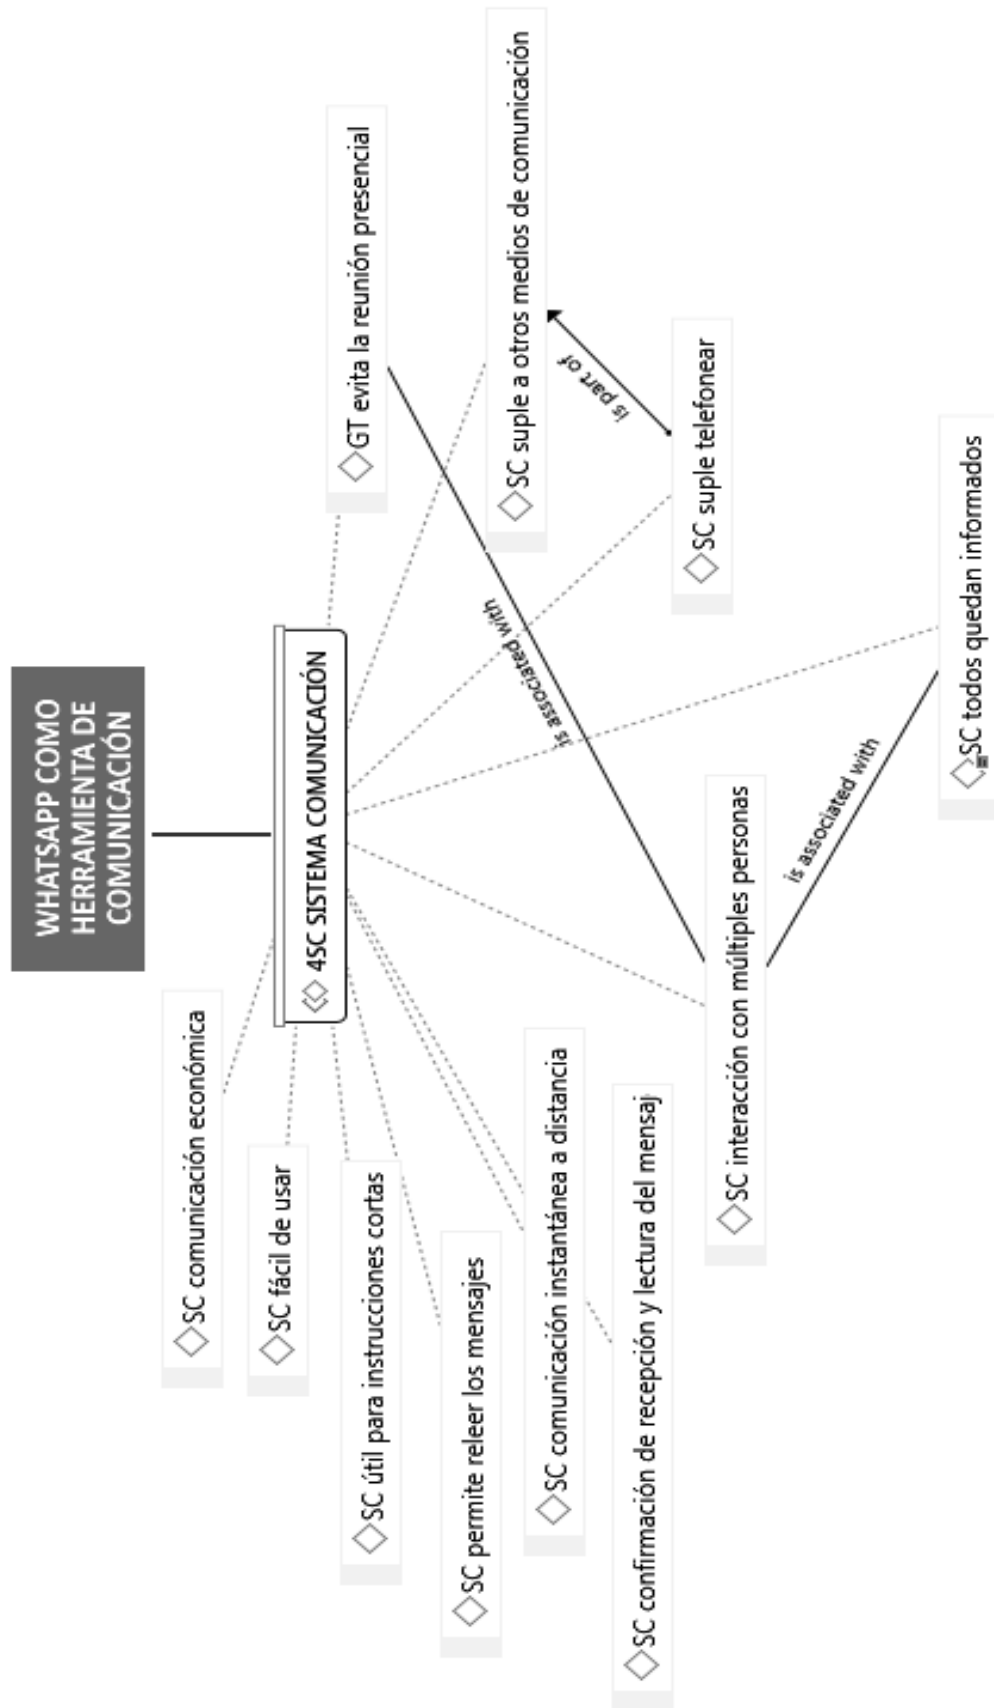 WHATSAPP COMO
HERRAMIENTA DE
COMUNICACIÓN
4SC SISTEMA COMUNICACIÓN
SC comunicación económica
SC fácil de usar
SC útil para instrucciones cortas
SC permite releer los mensajes
SC comunicación instantánea a distancia
SC confirmación de recepción y lectura del mensaj
SC interacción con múltiples personas
is associated with
SC todos quedan informados
is associated with
GT evita la reunión presencial
SC suple a otros medios de comunicación
is part of
SC suple telefonear